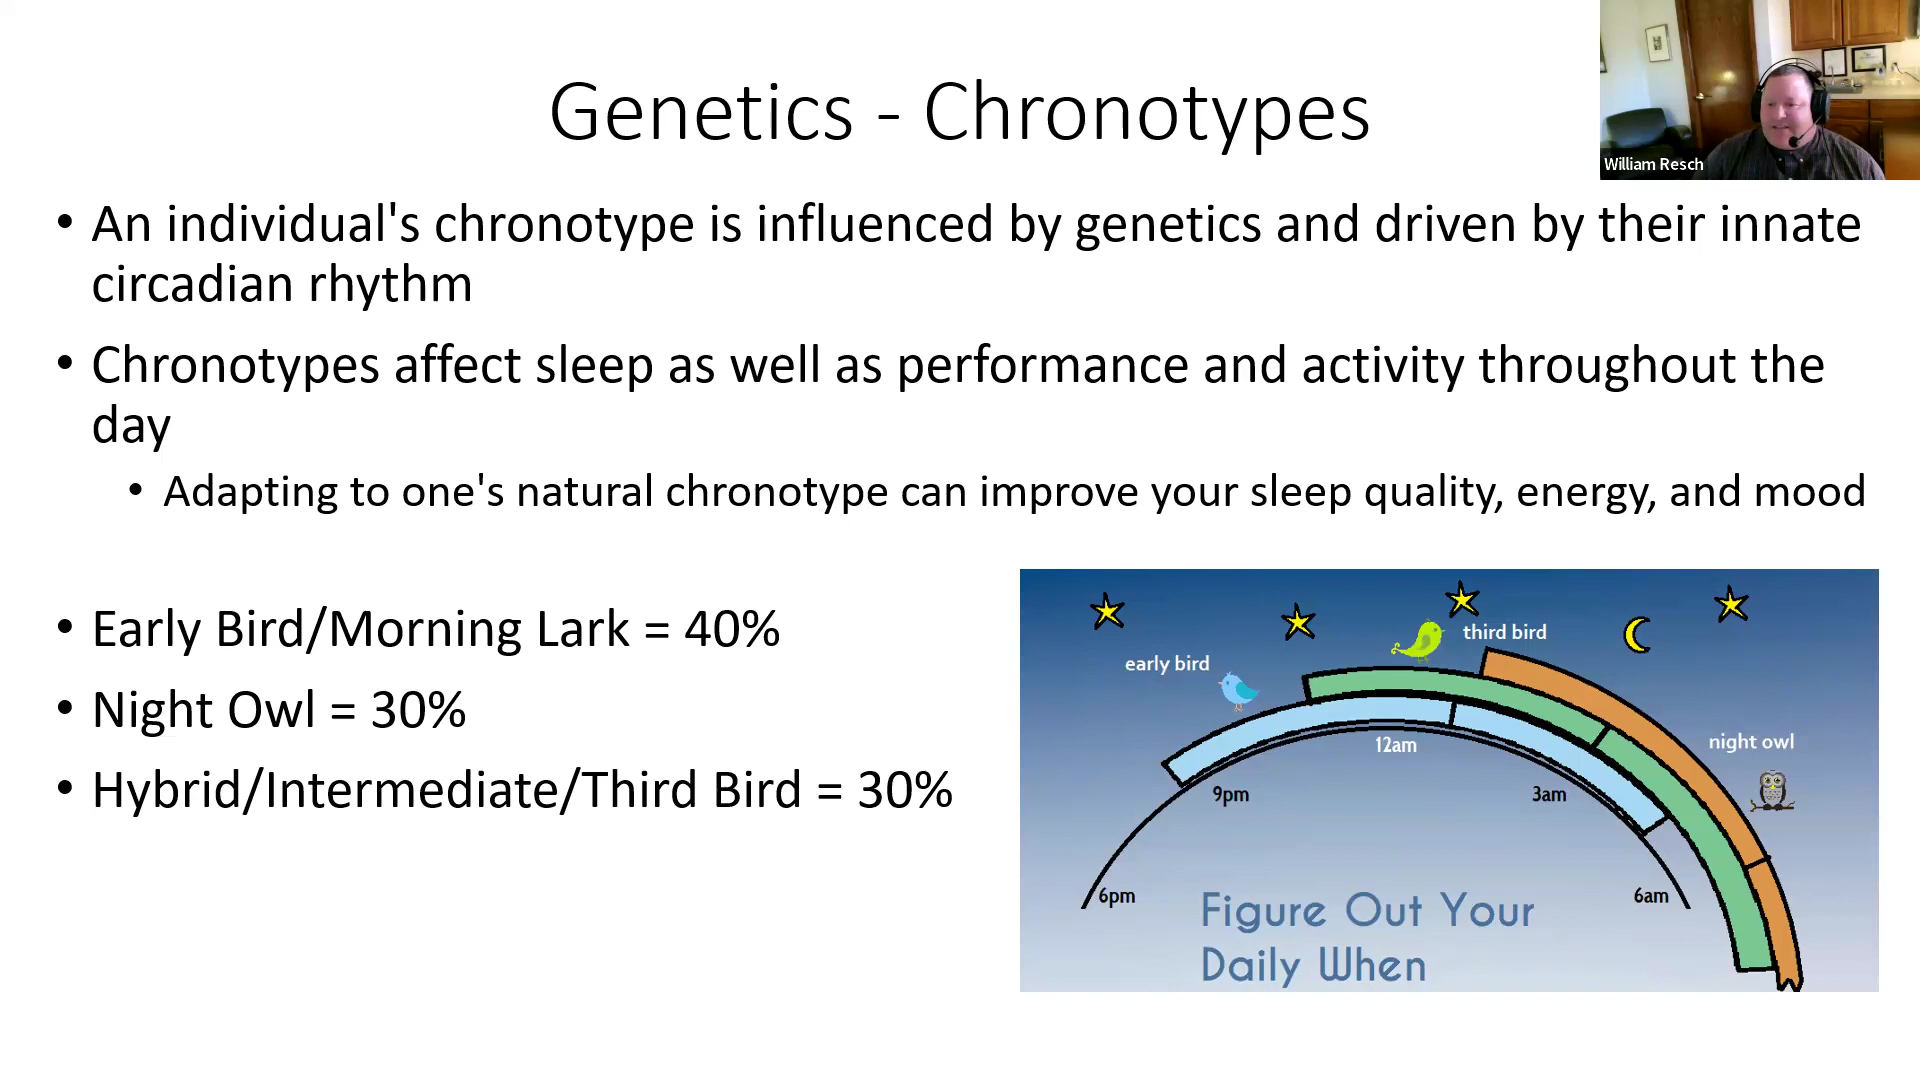 Genetics - Chronotypes
William Resch
• An individual's chronotype is influenced by genetics and driven by their innate
circadian rhythm
• Chronotypes affect sleep as well as performance and activity throughout the
day
• Adapting to one's natural chronotype can improve your sleep quality, energy, and mood
• Early Bird/Morning Lark = 40%
• Night Owl = 30%
• Hybrid/Intermediate/Third Bird = 30%
third bird
early bird
night owl
12am
9pm
3am
6pm
6am
Figure Out Your
Daily When